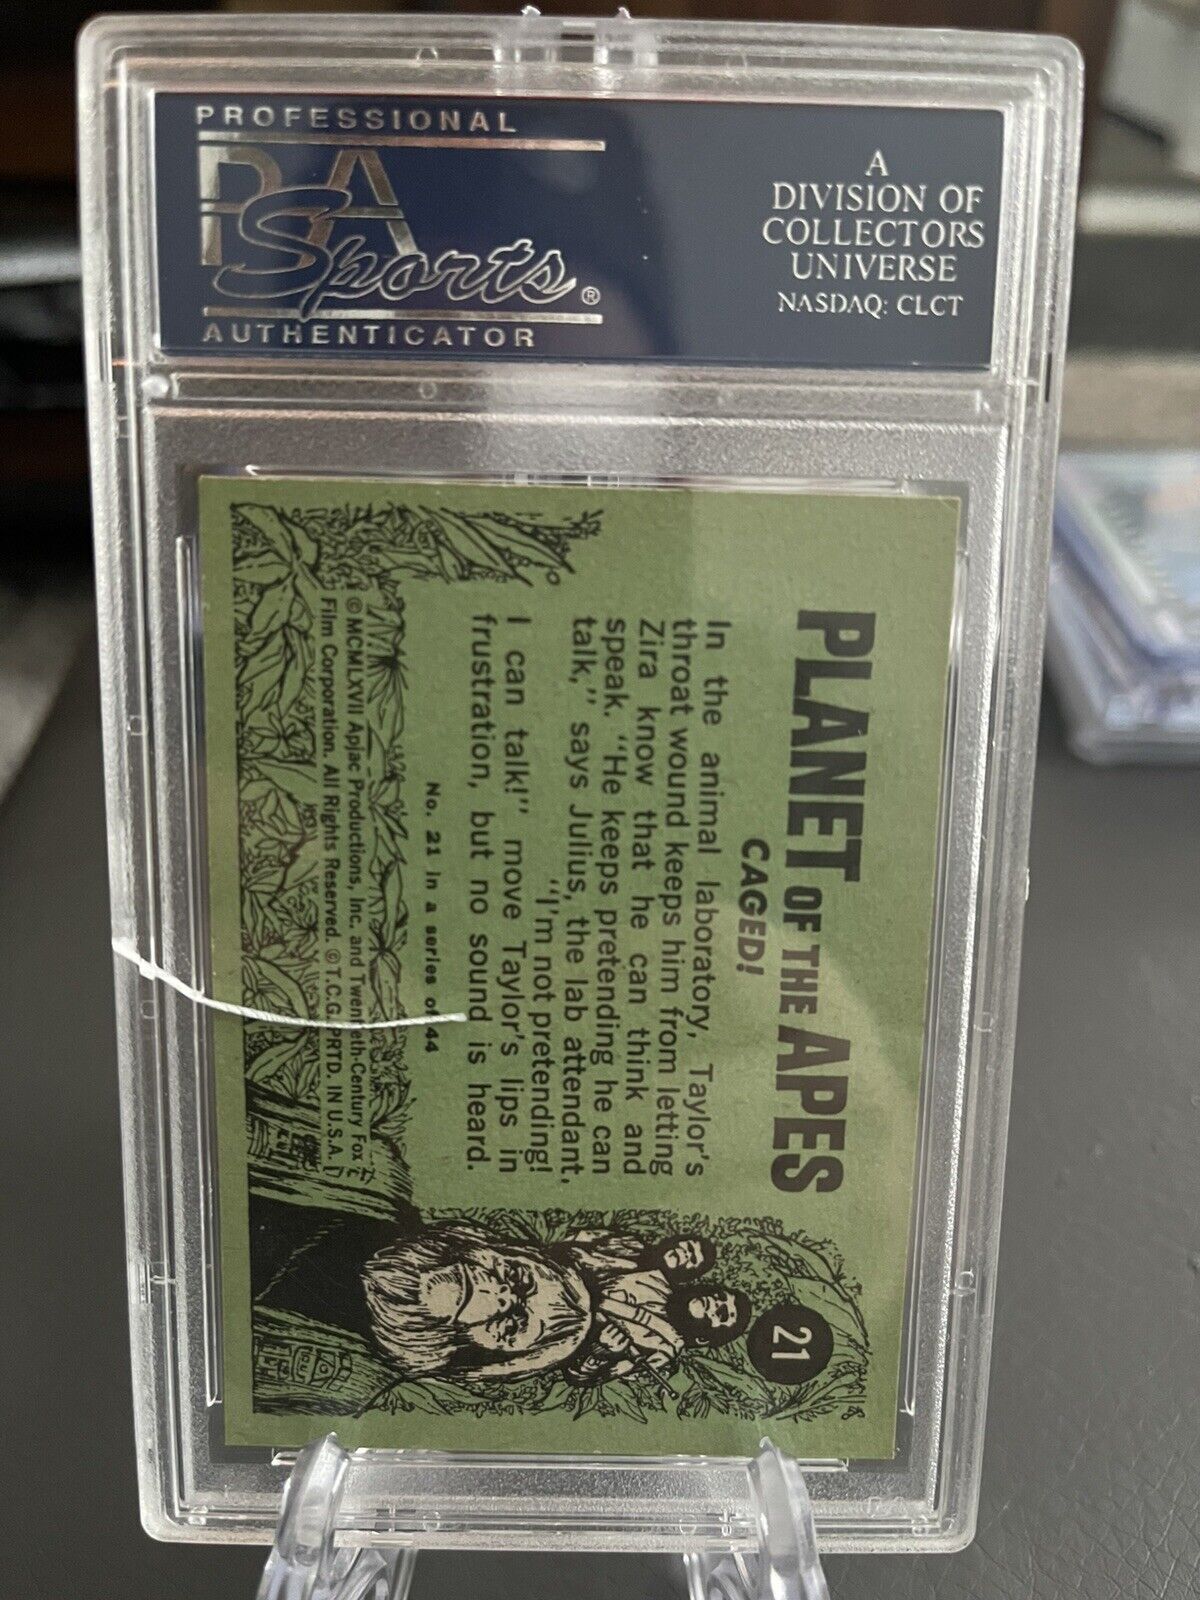 PROFESSIONAL
PSA
Sports ®
AUTHENTICATOR
A
DIVISION OF
COLLECTORS
UNIVERSE
NASDAQ: CLCT
PLANET OF THE APES
21
CAGED!
In the animal laboratory, Taylor's
throat wound keeps him from letting
Zira know that he can think and
speak. "He keeps pretending he can
talk," says Julius, the lab attendant.
"I'm not pretending!
I can talk!" move Taylor's lips in
frustration, but no sound is heard.
No. 21 in a series of 44
© MCMLXVII Apjac Productions, Inc. and Twentieth-Century Fox
Film Corporation. All Rights Reserved. © T.C.G. PRTD. IN U.S.A.